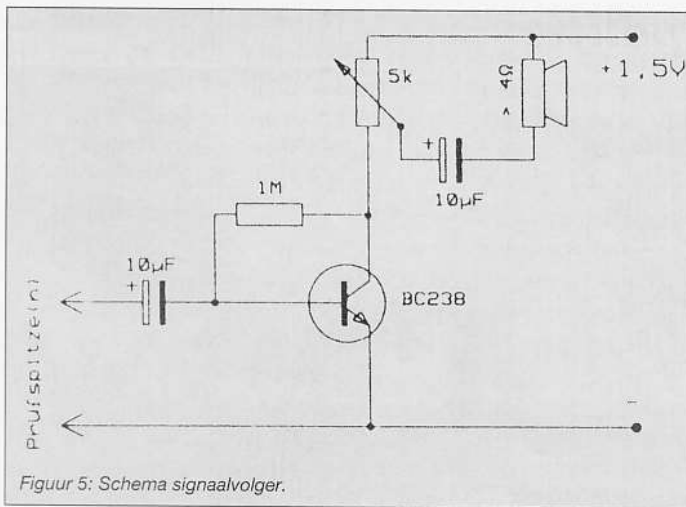 5k
+1,5V
> 4Ω
+
10µF
1M
10µF
+
BC238
Prüfspitze(n)
-
Figuur 5: Schema signaalvolger.